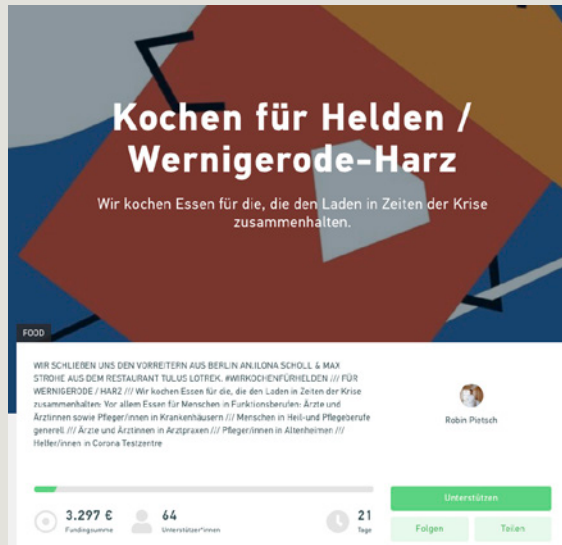 Kochen für Helden /
Wernigerode-Harz
Wir kochen Essen für die, die den Laden in Zeiten der Krise
zusammenhalten.
FOOD
WIR SCHLIEßEN UNS DEN VORREITERN AUS BERLIN AN.ILONA SCHOLL & MAX
STROHE AUS DEM RESTAURANT TULUS LOTREK. #WIRKOCHENFÜRHELDEN /// FÜR
WERNIGERODE / HARZ /// Wir kochen Essen für die, die den Laden in Zeiten der Krise
zusammenhalten: Vor allem Essen für Menschen in Funktionsberufen: Ärzte und
Ärztinnen sowie Pfleger/innen in Krankenhäusern /// Menschen in Heil-und Pflegeberufe
generell /// Ärzte und Ärztinnen in Arztpraxen /// Pfleger/innen in Altenheimen ///
Helfer/innen in Corona Testzentre
Robin Pietsch
3.297 €
Fundingsumme
64
Unterstützer*innen
21
Tage
Unterstützen
Folgen
Teilen